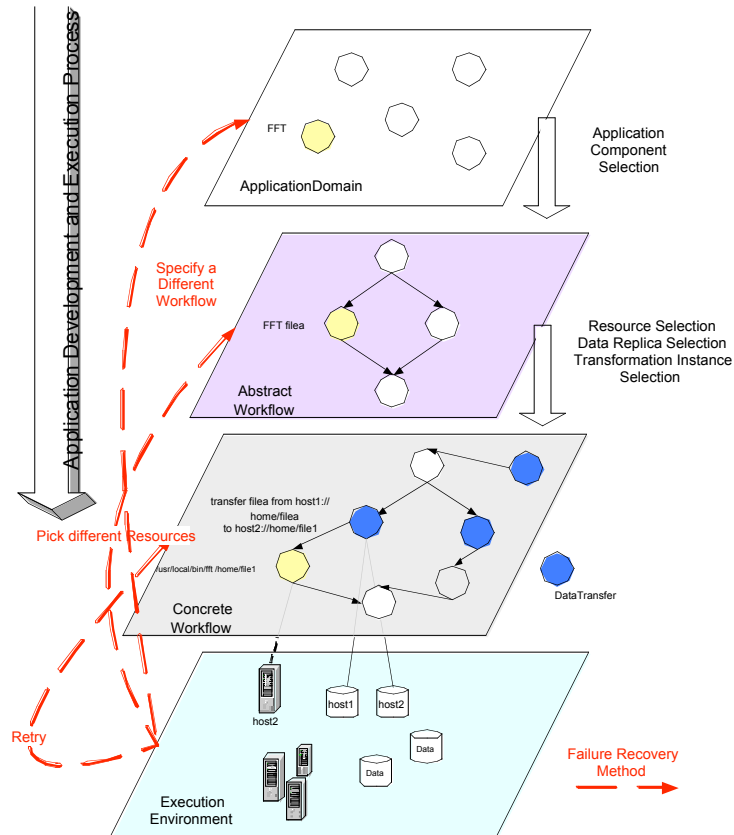 Application Development and Execution Process
FFT
ApplicationDomain
Application
Component
Selection
Specify a
Different
Workflow
FFT filea
Abstract
Workflow
Resource Selection
Data Replica Selection
Transformation Instance
Selection
transfer filea from host1://
home/filea
to host2://home/file1
Pick different Resources
/usr/local/bin/fft /home/file1
DataTransfer
Concrete
Workflow
host2
host1
host2
Data
Data
Retry
Failure Recovery
Method
Execution
Environment